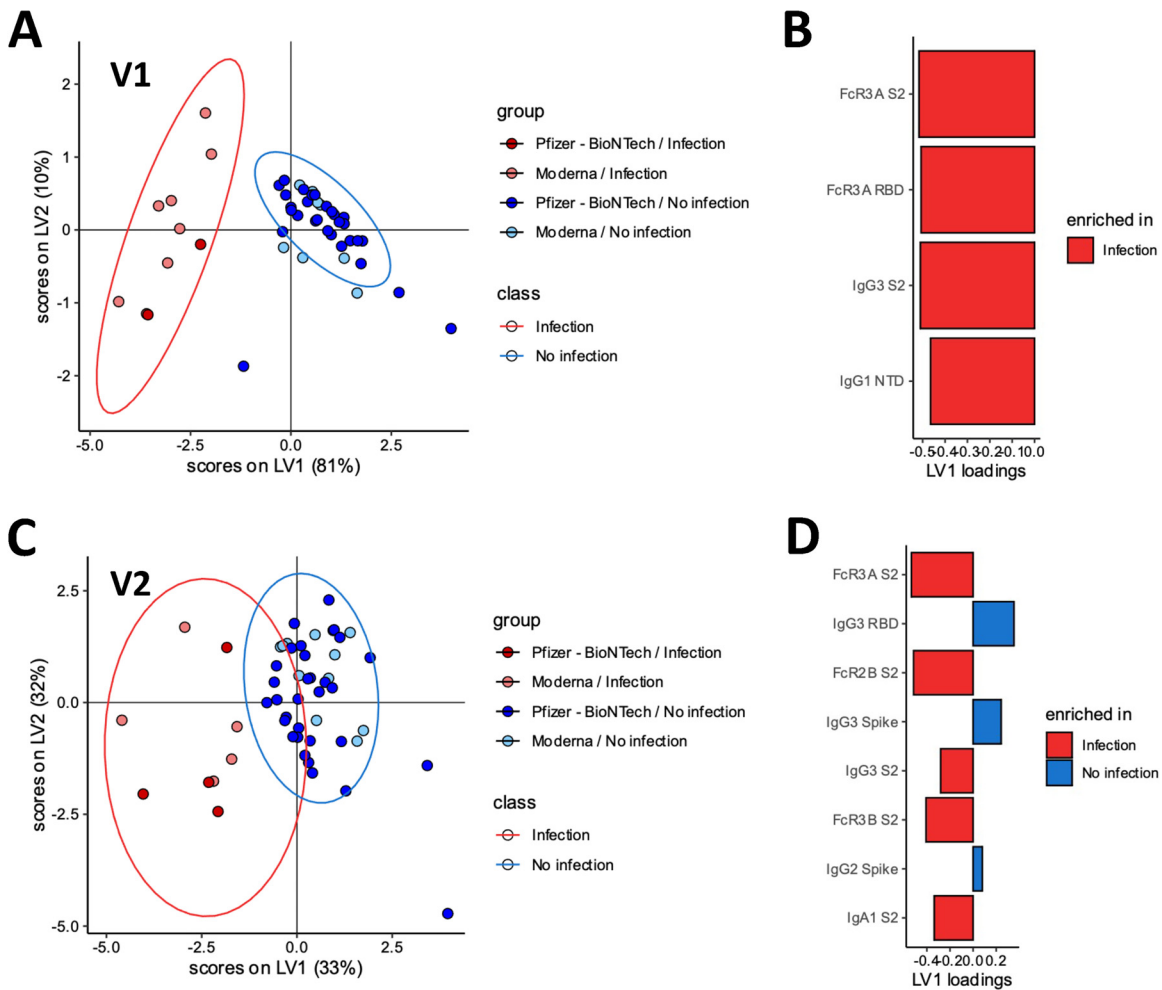 A
V1
2
1
0
-1
-2
scores on LV2 (10%)
-5.0 -2.5 0.0 2.5
scores on LV1 (81%)
group
Pfizer - BioNTech / Infection
Moderna / Infection
Pfizer - BioNTech / No infection
Moderna / No infection
class
Infection
No infection
B
FcR3A S2
FcR3A RBD
IgG3 S2
IgG1 NTD
-0.5-0.4-0.3-0.2-0.10.0
LV1 loadings
enriched in
Infection
C
V2
2.5
0.0
-2.5
-5.0
scores on LV2 (32%)
-5.0 -2.5 0.0 2.5
scores on LV1 (33%)
group
Pfizer - BioNTech / Infection
Moderna / Infection
Pfizer - BioNTech / No infection
Moderna / No infection
class
Infection
No infection
D
FcR3A S2
IgG3 RBD
FcR2B S2
IgG3 Spike
IgG3 S2
FcR3B S2
IgG2 Spike
IgA1 S2
-0.4-0.20.0 0.2
LV1 loadings
enriched in
Infection
No infection